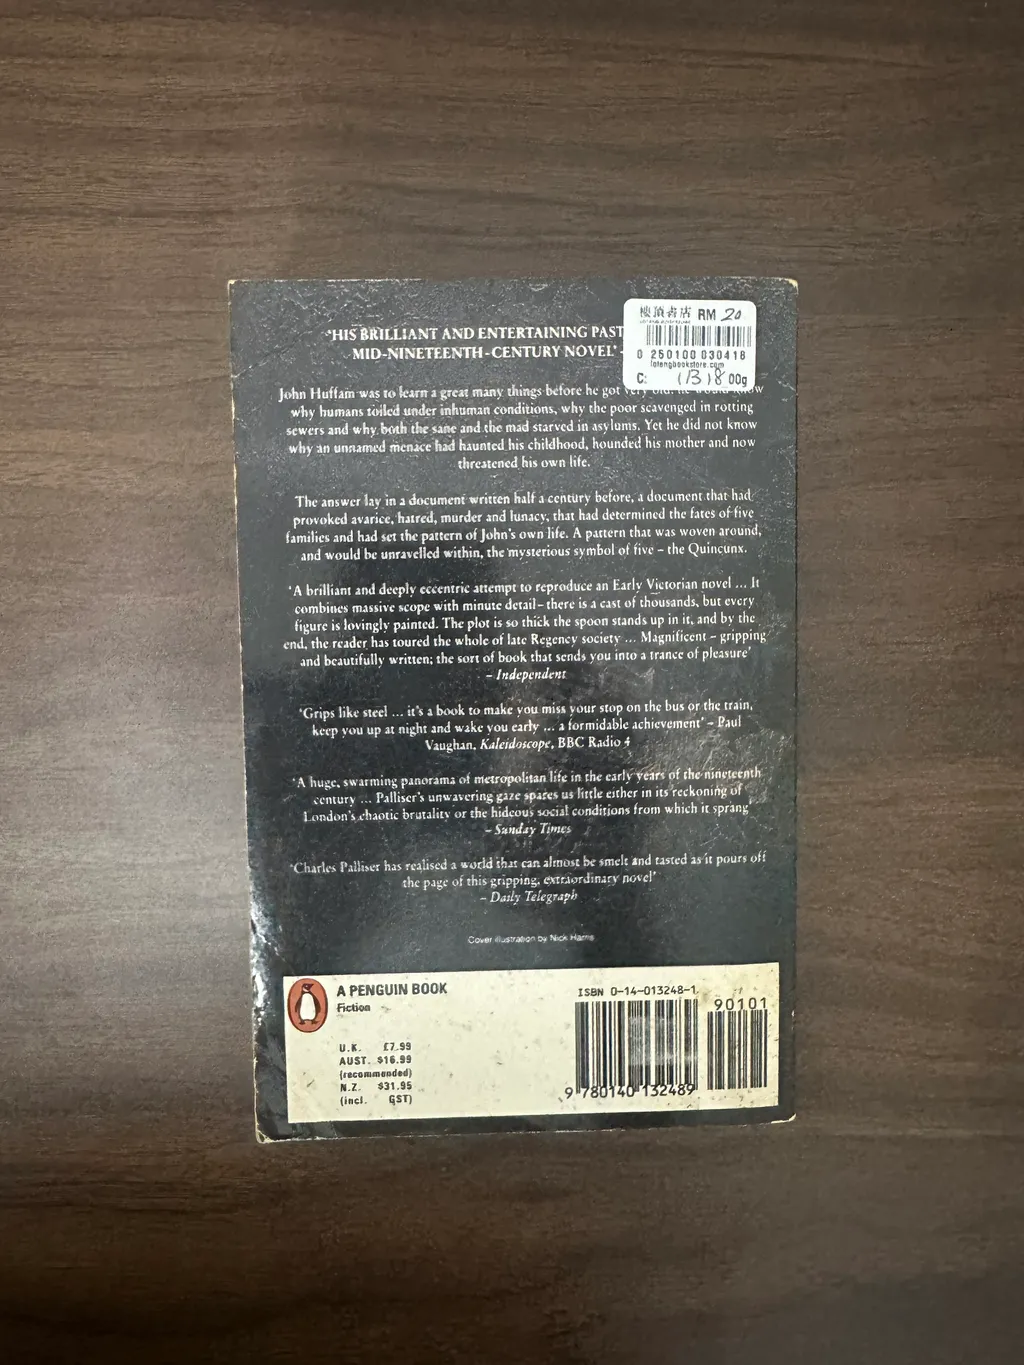 'HIS BRILLIANT AND ENTERTAINING
MID-NINETEENTH-CENTURY NOVEL' -
樓頂書店 RM 20
0 250100 030418
lotengbookstore.com
C: (B) 8 00g
John Huffam was to learn a great many things before he got
why humans toiled under inhuman conditions, why the poor scavenged in rotting
sewers and why both the sane and the mad starved in asylums. Yet he did not know
why an unnamed menace had haunted his childhood, hounded his mother and now
threatened his own life.
The answer lay in a document written half a century before, a document that had
provoked avarice, hatred, murder and lunacy, that had determined the fates of five
families and had set the pattern of John's own life. A pattern that was woven around,
and would be unravelled within, the mysterious symbol of five – the Quincunx.
'A brilliant and deeply eccentric attempt to reproduce an Early Victorian novel ... It
combines massive scope with minute detail – there is a cast of thousands, but every
figure is lovingly painted. The plot is so thick the spoon stands up in it, and by the
end, the reader has toured the whole of late Regency society ... Magnificent – gripping
and beautifully written; the sort of book that sends you into a trance of pleasure'
– Independent
'Grips like steel ... it's a book to make you miss your stop on the bus or the train,
keep you up at night and wake you early ... a formidable achievement' – Paul
Vaughan, Kaleidoscope, BBC Radio 4
'A huge, swarming panorama of metropolitan life in the early years of the nineteenth
century ... Palliser's unwavering gaze spares us little either in its reckoning of
London's chaotic brutality or the hideous social conditions from which it sprang'
– Sunday Times
'Charles Palliser has realised a world that can almost be smelt and tasted as it pours off
the page of this gripping, extraordinary novel'
– Daily Telegraph
Cover illustration by Nick Harris
A PENGUIN BOOK
Fiction
U.K. £7.99
AUST. $16.99
(recommended)
N.Z. $31.95
(incl. GST)
ISBN 0-14-013248-1
90101
9 780140 132489